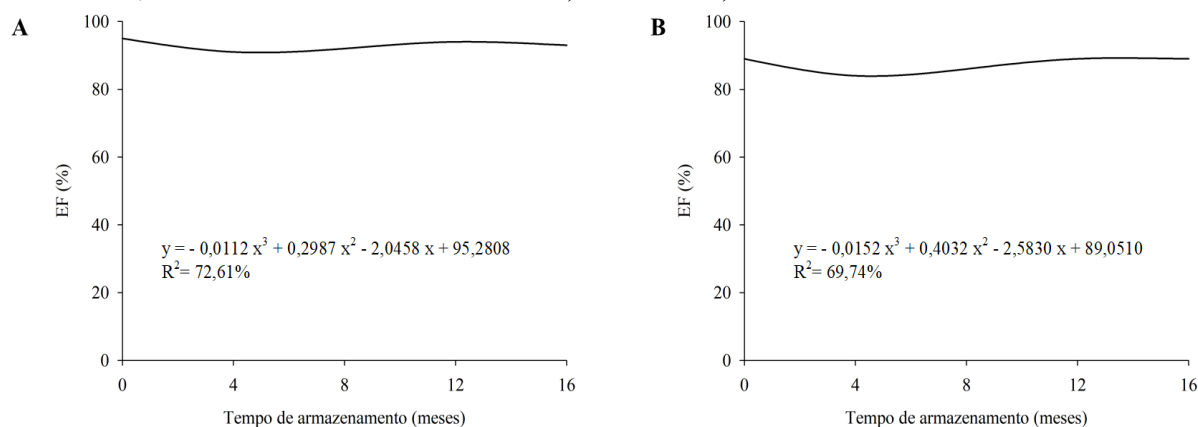 A
100
80
60
40
20
0
EF (%)
y = - 0,0112 x³ + 0,2987 x² - 2,0458 x + 95,2808
R²= 72,61%
0 4 8 12 16
Tempo de armazenamento (meses)
B
100
80
60
40
20
0
EF (%)
y = - 0,0152 x³ + 0,4032 x² - 2,5830 x + 89,0510
R²= 69,74%
0 4 8 12 16
Tempo de armazenamento (meses)